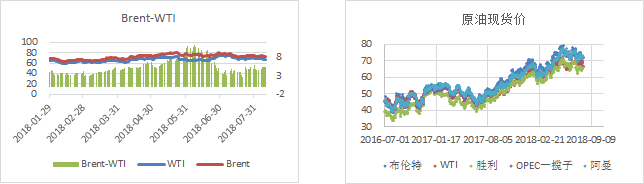 Brent-WTI
100
80
60
40
20
0
8
3
-2
2018-01-29
2018-02-28
2018-03-31
2018-04-30
2018-05-31
2018-06-30
2018-07-31
Brent-WTI
WTI
Brent
原油现货价
80
70
60
50
40
30
2016-07-01
2017-01-17
2017-08-05
2018-02-21
2018-09-09
布伦特
WTI
胜利
OPEC一揽子
阿曼